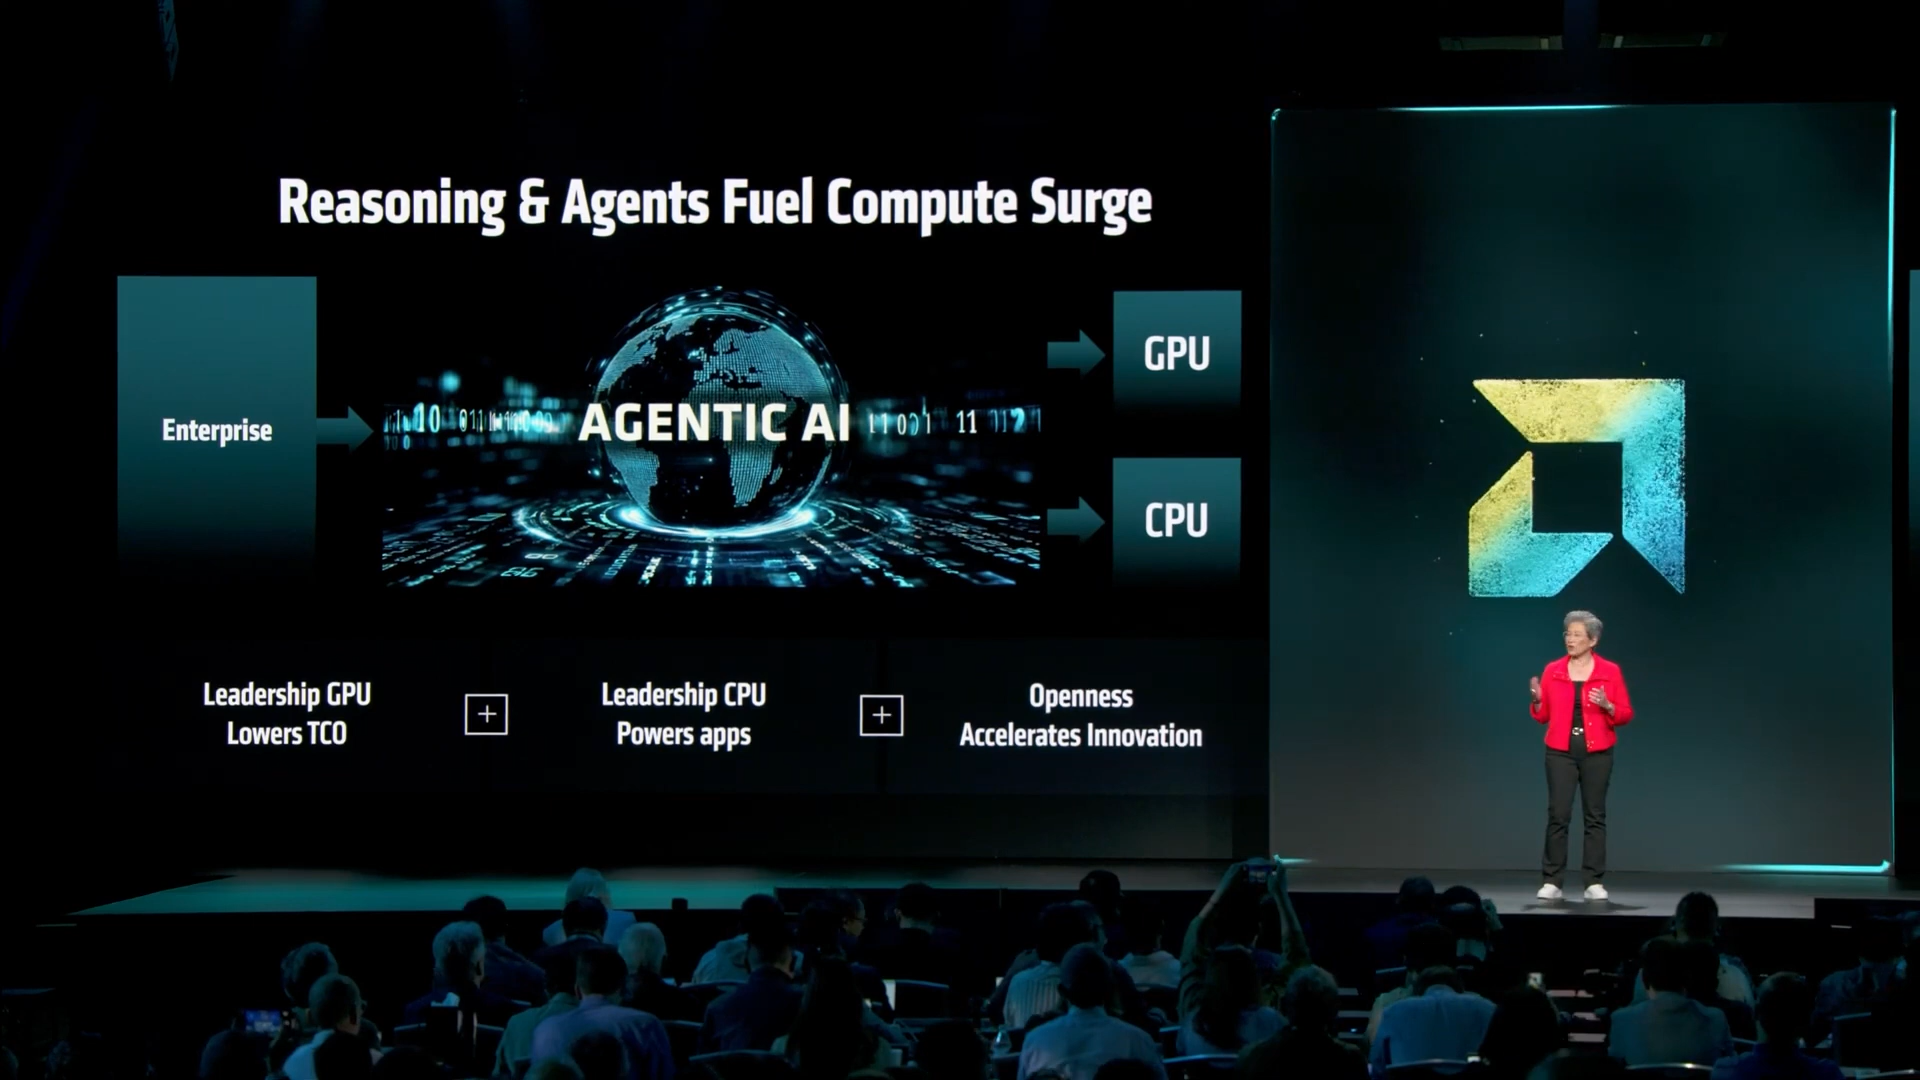 Reasoning & Agents Fuel Compute Surge
Enterprise
AGENTIC AI
GPU
CPU
Leadership GPU
Lowers TCO
+
Leadership CPU
Powers apps
+
Openness
Accelerates Innovation